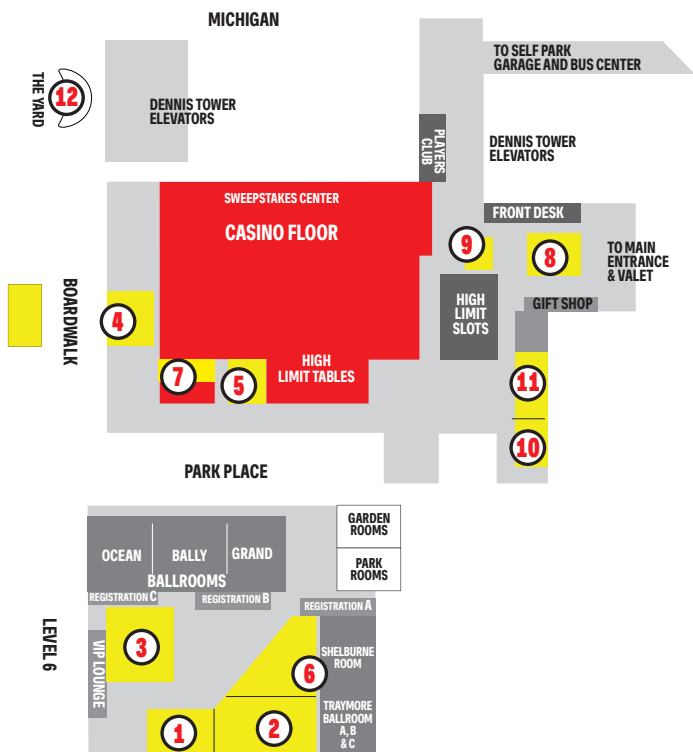 MICHIGAN
TO SELF PARK
GARAGE AND BUS CENTER
THE YARD
12
DENNIS TOWER
ELEVATORS
PLAYERS
CLUB
DENNIS TOWER
ELEVATORS
SWEEPSTAKES CENTER
CASINO FLOOR
FRONT DESK
9
8
TO MAIN
ENTRANCE
& VALET
BOARDWALK
4
HIGH
LIMIT
SLOTS
GIFT SHOP
7
5
HIGH
LIMIT TABLES
11
10
PARK PLACE
OCEAN
BALLY
GRAND
BALLROOMS
GARDEN
ROOMS
PARK
ROOMS
REGISTRATION C
REGISTRATION B
REGISTRATION A
LEVEL 6
VIP LOUNGE
3
6
SHELBURNE
ROOM
1
2
TRAYMORE
BALLROOM
A, B
& C